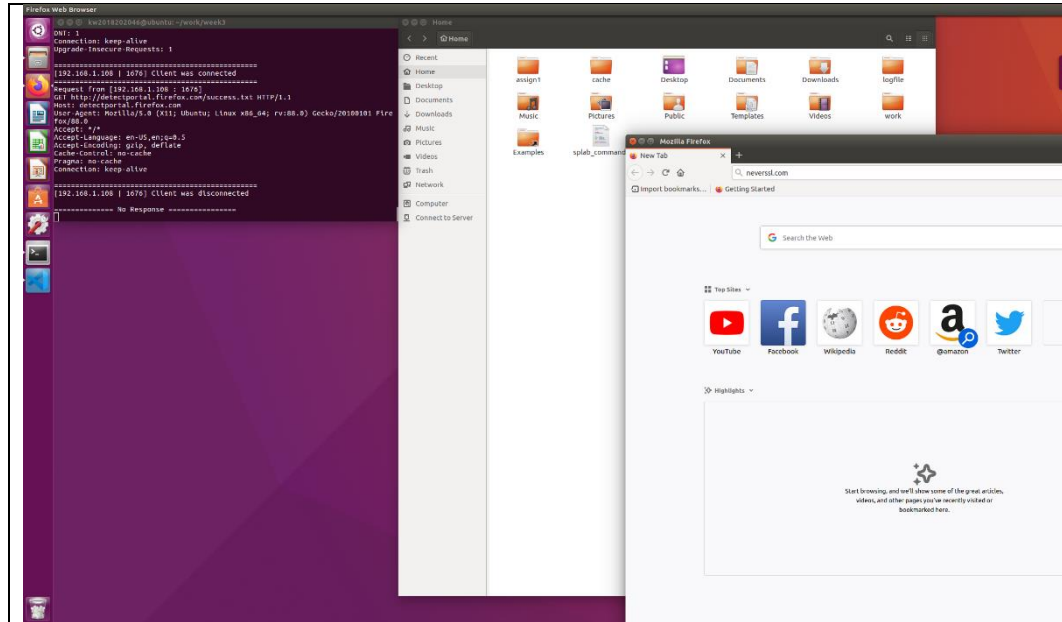 Firefox Web Browser
kw2018202046@ubuntu: ~/work/week3
DNT: 1
Connection: keep-alive
Upgrade-Insecure-Requests: 1
================================================
[192.168.1.108 | 1676] Client was connected
================================================
Request from [192.168.1.108 : 1676]
GET http://detectportal.firefox.com/success.txt HTTP/1.1
Host: detectportal.firefox.com
User-Agent: Mozilla/5.0 (X11; Ubuntu; Linux x86_64; rv:88.0) Gecko/20100101 Fire
fox/88.0
Accept: */*
Accept-Language: en-US,en;q=0.5
Accept-Encoding: gzip, deflate
Cache-Control: no-cache
Pragma: no-cache
Connection: keep-alive
================================================
[192.168.1.108 | 1676] Client was disconnected
============= No Response ================
Home
Home
Recent
Home
Desktop
Documents
Downloads
Music
Pictures
Videos
Trash
Network
Computer
Connect to Server
assign1 cache Desktop Documents Downloads logfile
Music Pictures Public Templates Videos work
Examples splab_command
Mozilla Firefox
New Tab
neverssl.com
Import bookmarks... Getting Started
Search the Web
Top Sites
YouTube Facebook Wikipedia Reddit @amazon Twitter
Highlights
Start browsing, and we'll show some of the great articles,
videos, and other pages you've recently visited or
bookmarked here.